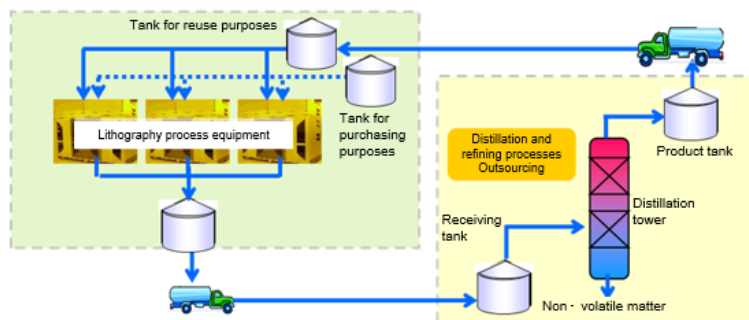 Tank for reuse purposes
Lithography process equipment
Tank for
purchasing
purposes
Distillation and
refining processes
Outsourcing
Product tank
Receiving
tank
Distillation
tower
Non - volatile matter